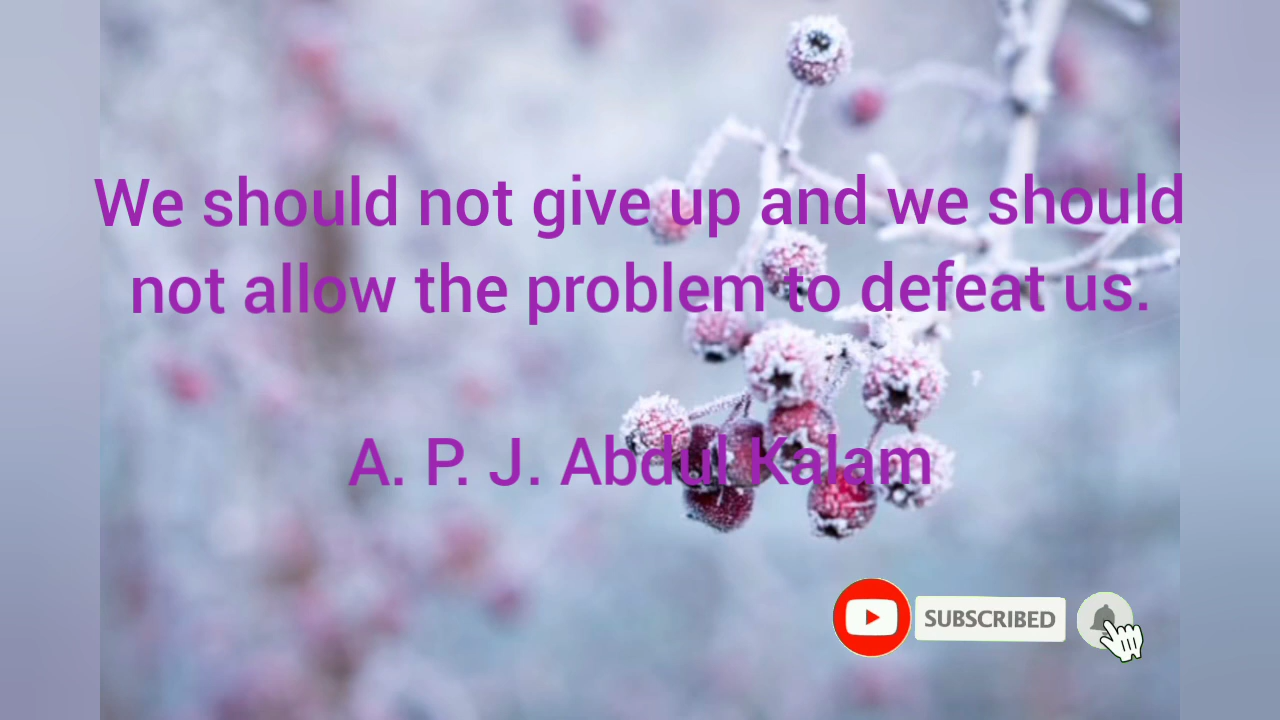 We should not give up and we should
not allow the problem to defeat us.
A. P. J. Abdul Kalam
SUBSCRIBED